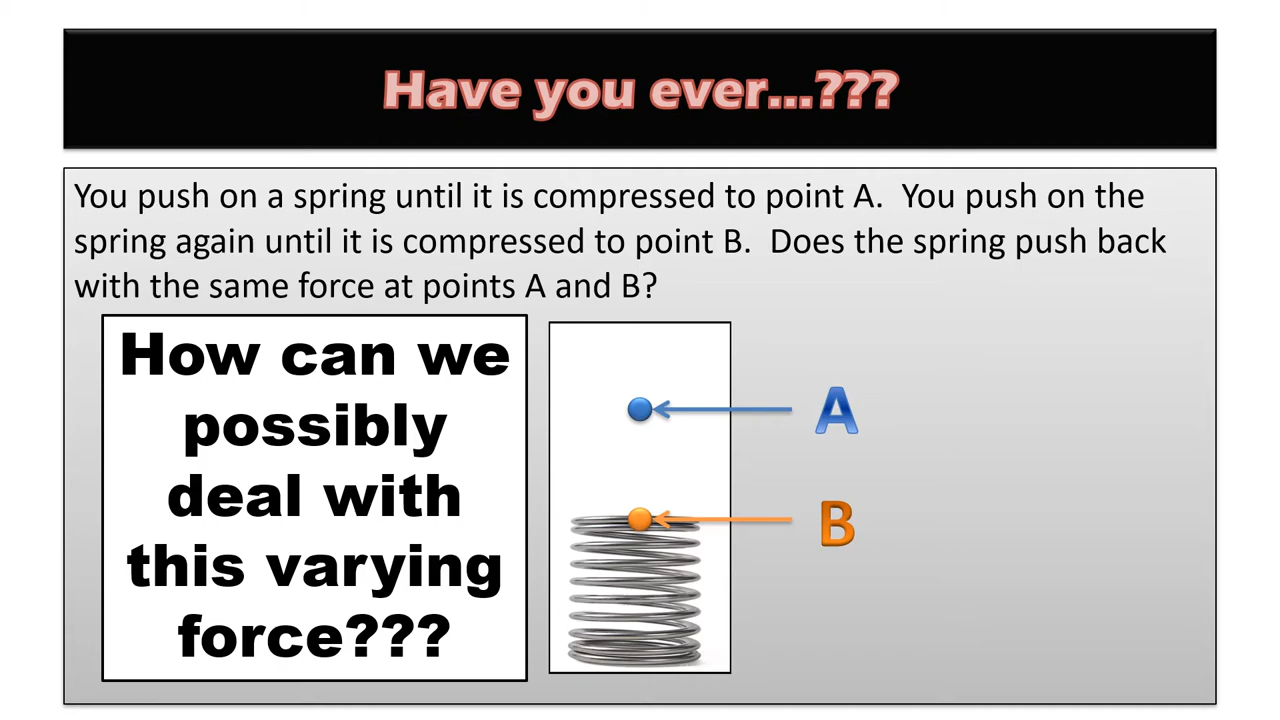 Have you ever...???
You push on a spring until it is compressed to point A.  You push on the
spring again until it is compressed to point B.  Does the spring push back
with the same force at points A and B?
How can we
possibly
deal with
this varying
force???
A
B